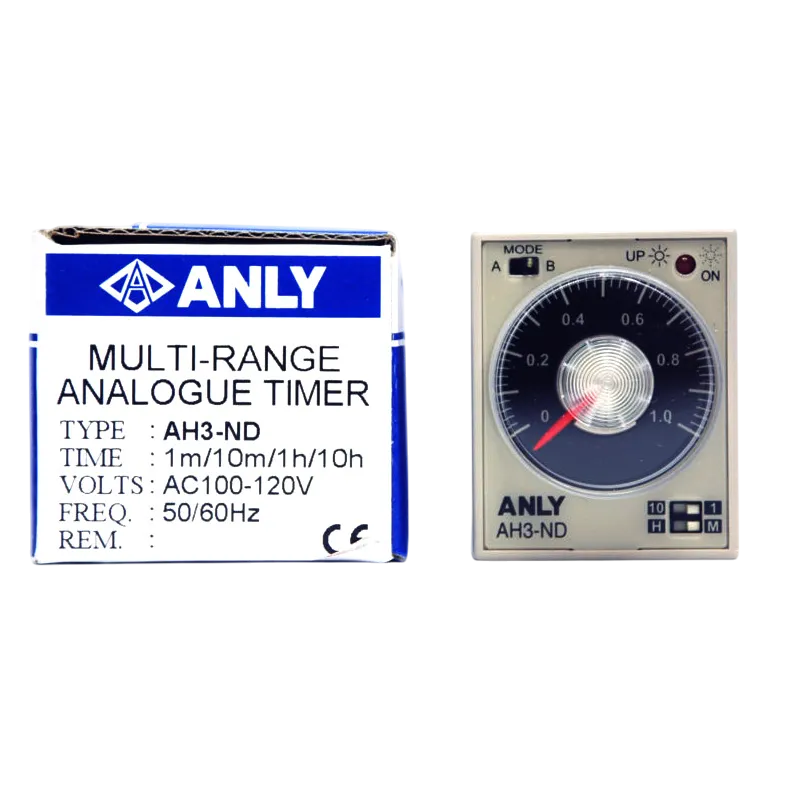 ANLY
MULTI-RANGE
ANALOGUE TIMER
TYPE : AH3-ND
TIME : 1m/10m/1h/10h
VOLTS : AC100-120V
FREQ. : 50/60Hz
REM. :
CE
MODE
A B
UP
ON
0 0.2 0.4 0.6 0.8 1.0
ANLY
AH3-ND
10 1
H M